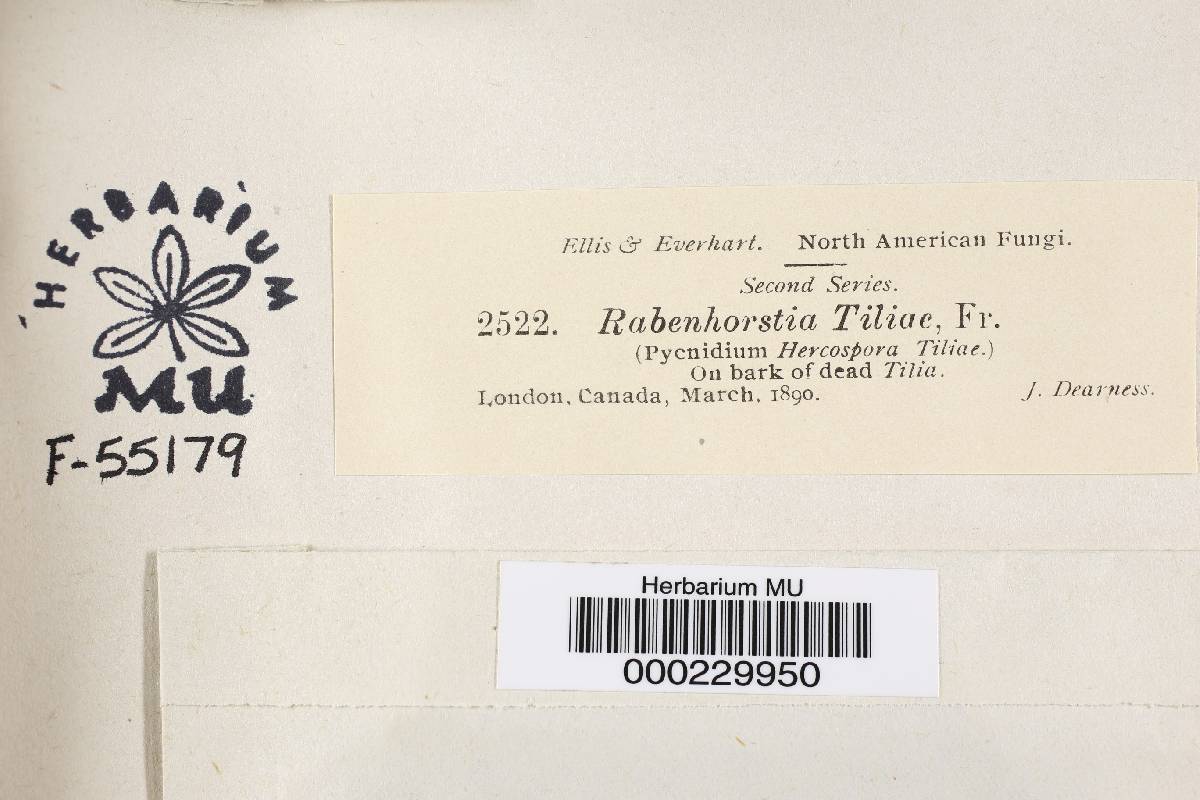 HERBARIUM
MU
F-55179
Ellis & Everhart. North American Fungi.
Second Series.
2522. Rabenhorstia Tiliae, Fr.
(Pycnidium Hercospora Tiliae.)
On bark of dead Tilia.
London, Canada, March, 1890. J. Dearness.
Herbarium MU
000229950